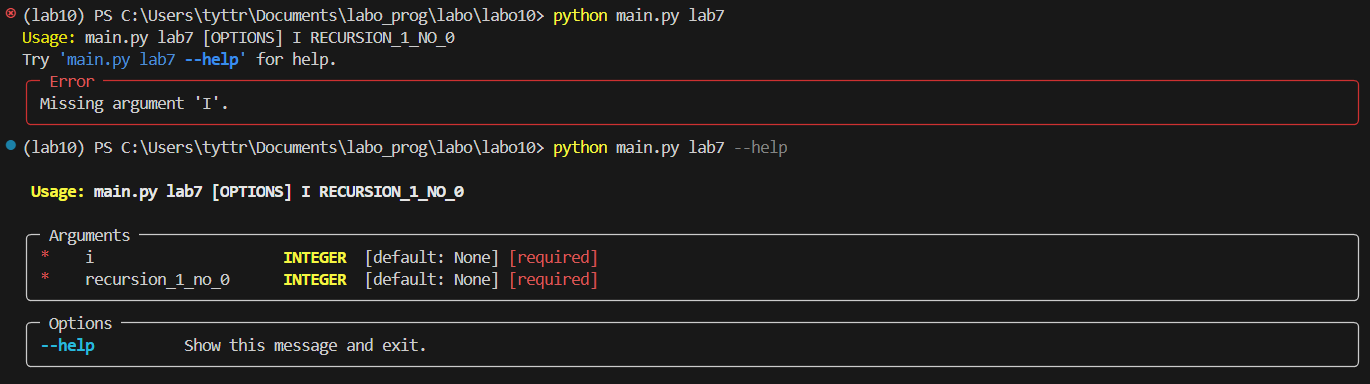 (lab10) PS C:\Users\tyttr\Documents\labo_prog\labo\labo10> python main.py lab7
Usage: main.py lab7 [OPTIONS] I RECURSION_1_NO_0
Try 'main.py lab7 --help' for help.
Error
Missing argument 'I'.
(lab10) PS C:\Users\tyttr\Documents\labo_prog\labo\labo10> python main.py lab7 --help
Usage: main.py lab7 [OPTIONS] I RECURSION_1_NO_0
Arguments
* i INTEGER [default: None] [required]
* recursion_1_no_0 INTEGER [default: None] [required]
Options
--help Show this message and exit.